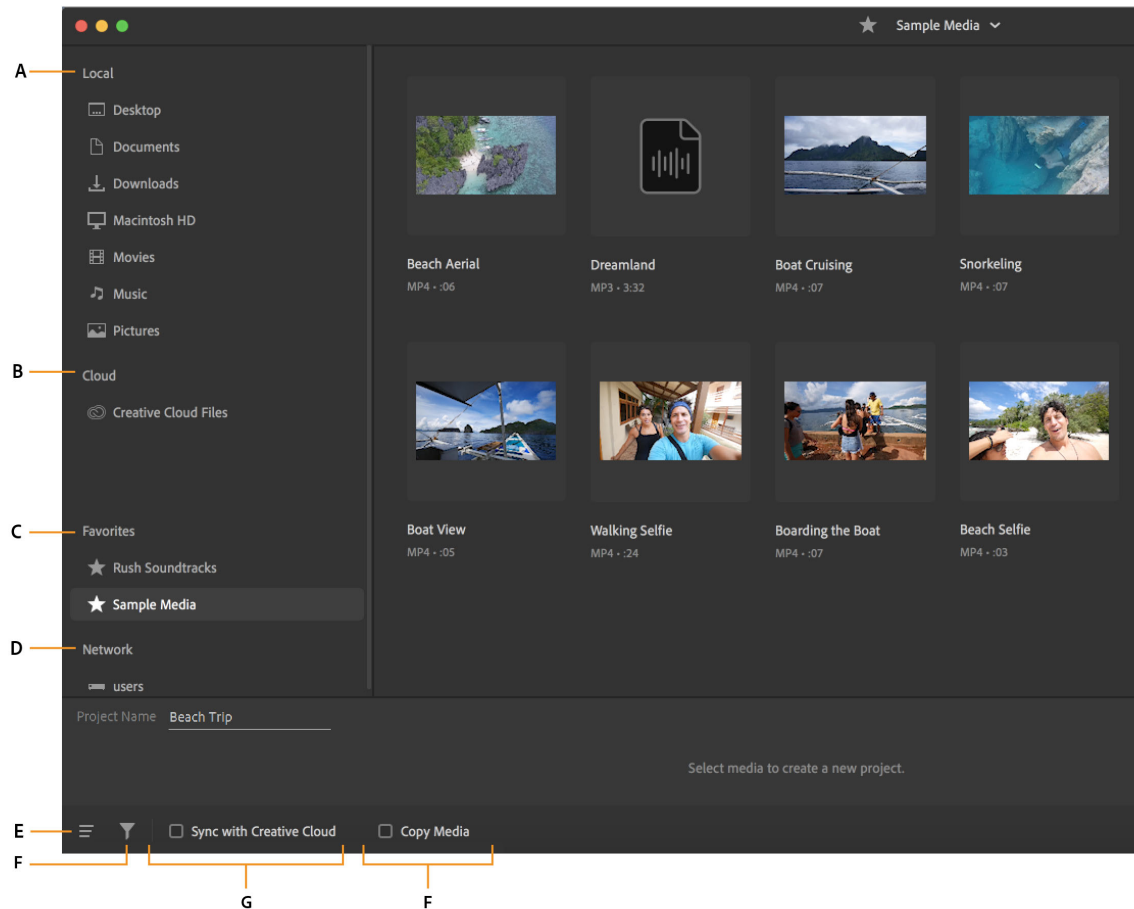 Sample Media
A
Local
Desktop
Documents
Downloads
Macintosh HD
Movies
Music
Pictures
B
Cloud
Creative Cloud Files
C
Favorites
Rush Soundtracks
Sample Media
D
Network
users
Beach Aerial
MP4 • :06
Dreamland
MP3 • 3:32
Boat Cruising
MP4 • :07
Snorkeling
MP4 • :07
Boat View
MP4 • :05
Walking Selfie
MP4 • :24
Boarding the Boat
MP4 • :07
Beach Selfie
MP4 • :03
Project Name Beach Trip
Select media to create a new project.
E
Sync with Creative Cloud
Copy Media
F
G
F